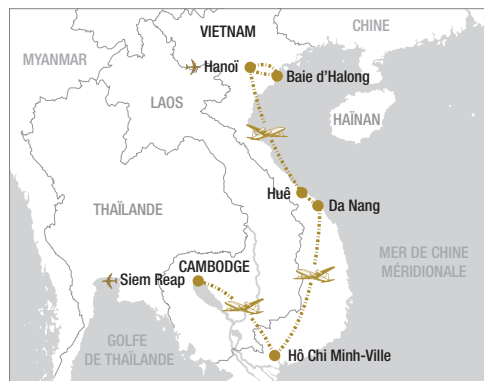 VIETNAM
CHINE
MYANMAR
Hanoï
Baie d’Halong
LAOS
HAÏNAN
Huê
Da Nang
THAÏLANDE
MER DE CHINE
MÉRIDIONALE
CAMBODGE
Siem Reap
GOLFE
DE THAÏLANDE
Hô Chi Minh-Ville